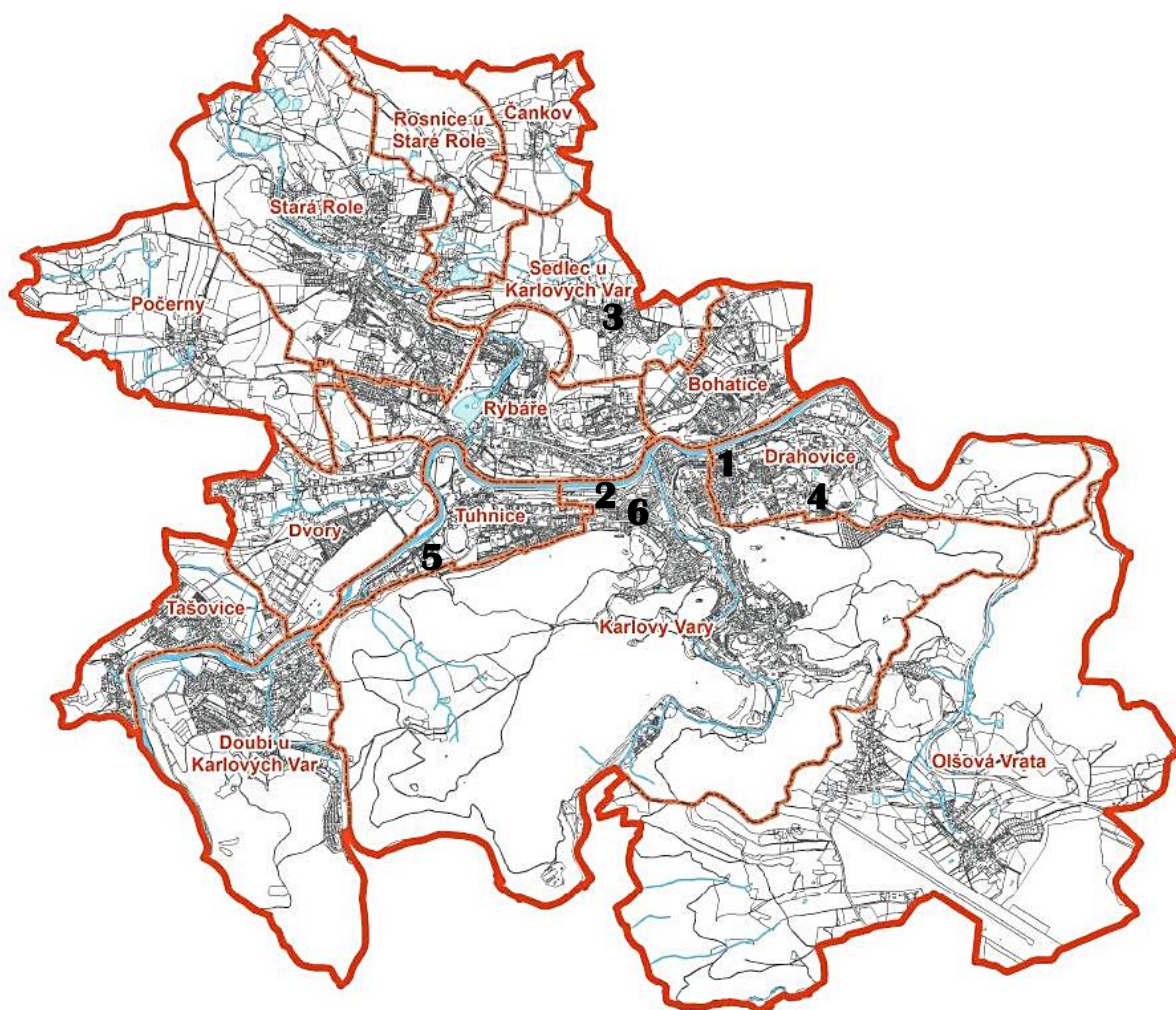 Rosnice u
Staré Role
Čankov
Stará Role
Sedlec u
Karlových Var
3
Počerny
Bohatice
Rybáře
1
Drahovice
2
4
6
Tuhnice
Dvory
5
Tašovice
Karlovy Vary
Doubí u
Karlových Var
Olšová Vrata